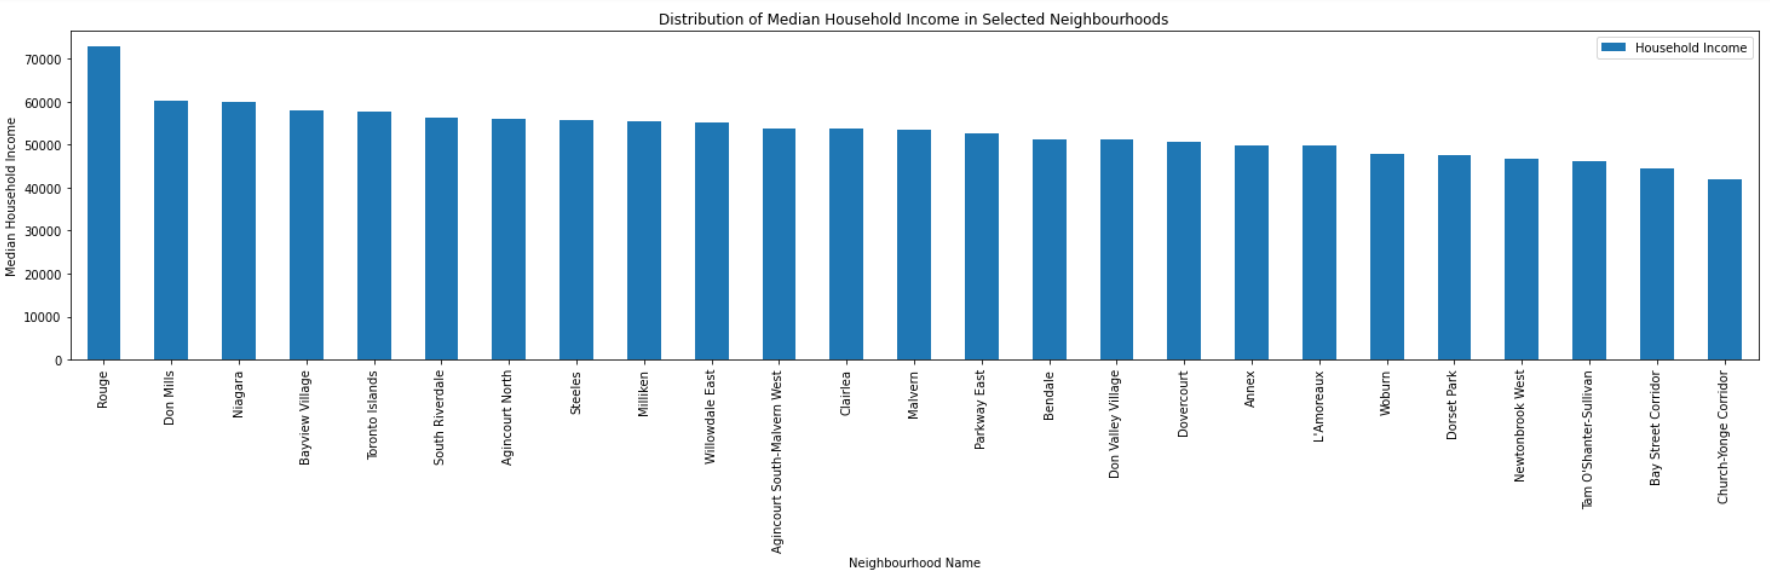 Distribution of Median Household Income in Selected Neighbourhoods
Household Income
Median Household Income
70000
60000
50000
40000
30000
20000
10000
0
Rouge
Don Mills
Niagara
Bayview Village
Toronto Islands
South Riverdale
Agincourt North
Steeles
Milliken
Willowdale East
Agincourt South-Malvern West
Clairlea
Malvern
Parkway East
Bendale
Don Valley Village
Dovercourt
Annex
L'Amoreaux
Woburn
Dorset Park
Newtonbrook West
Tam O'Shanter-Sullivan
Bay Street Corridor
Church-Yonge Corridor
Neighbourhood Name